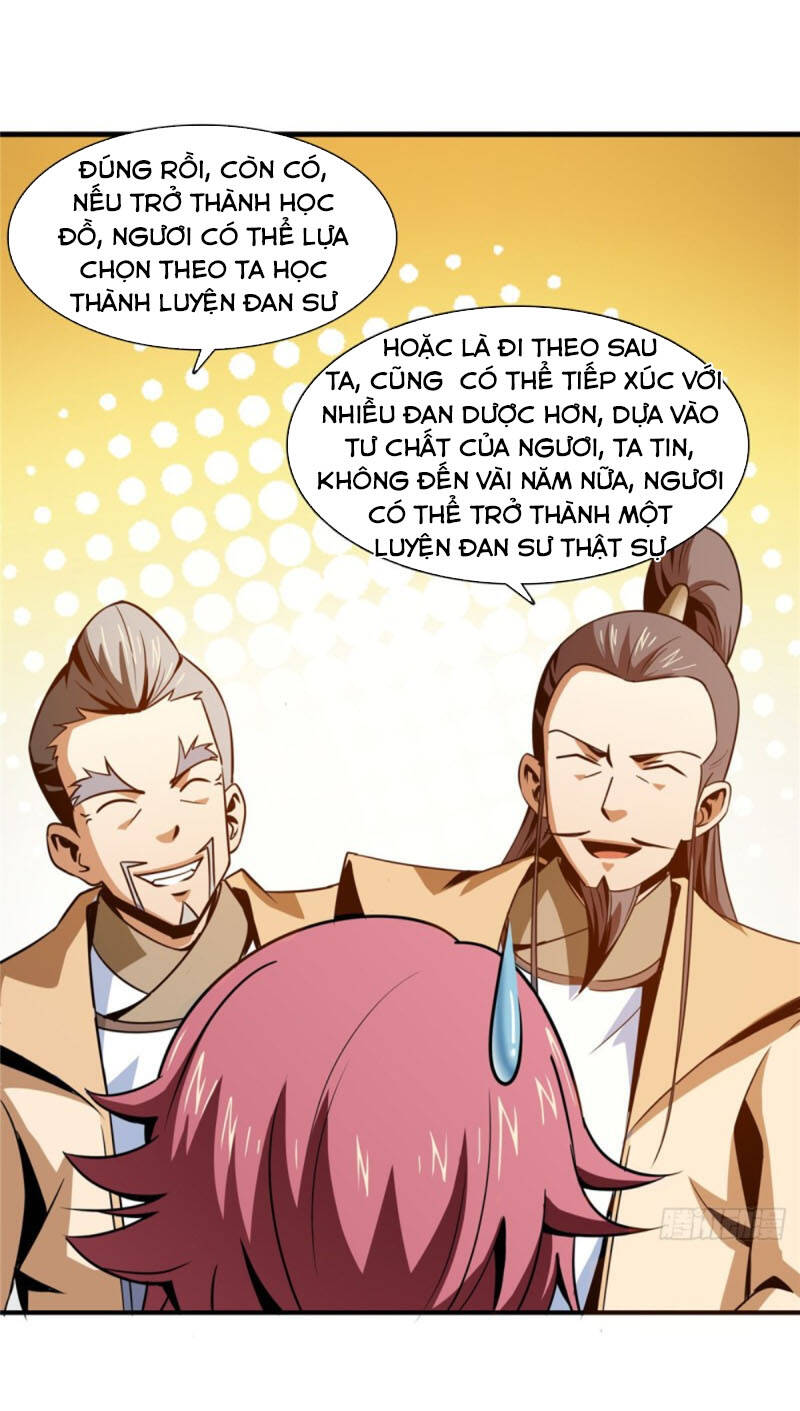 ĐÚNG RỒI, CÒN CÓ,
NẾU TRỞ THÀNH HỌC
ĐỒ, NGƯƠI CÓ THỂ LỰA
CHỌN THEO TA HỌC
THÀNH LUYỆN ĐAN SƯ
HOẶC LÀ ĐI THEO SAU
TA, CŨNG CÓ THỂ TIẾP XÚC VỚI
NHIỀU ĐAN DƯỢC HƠN, DỰA VÀO
TƯ CHẤT CỦA NGƯƠI, TA TIN,
KHÔNG ĐẾN VÀI NĂM NỮA, NGƯƠI
CÓ THỂ TRỞ THÀNH MỘT
LUYỆN ĐAN SƯ THẬT SỰ